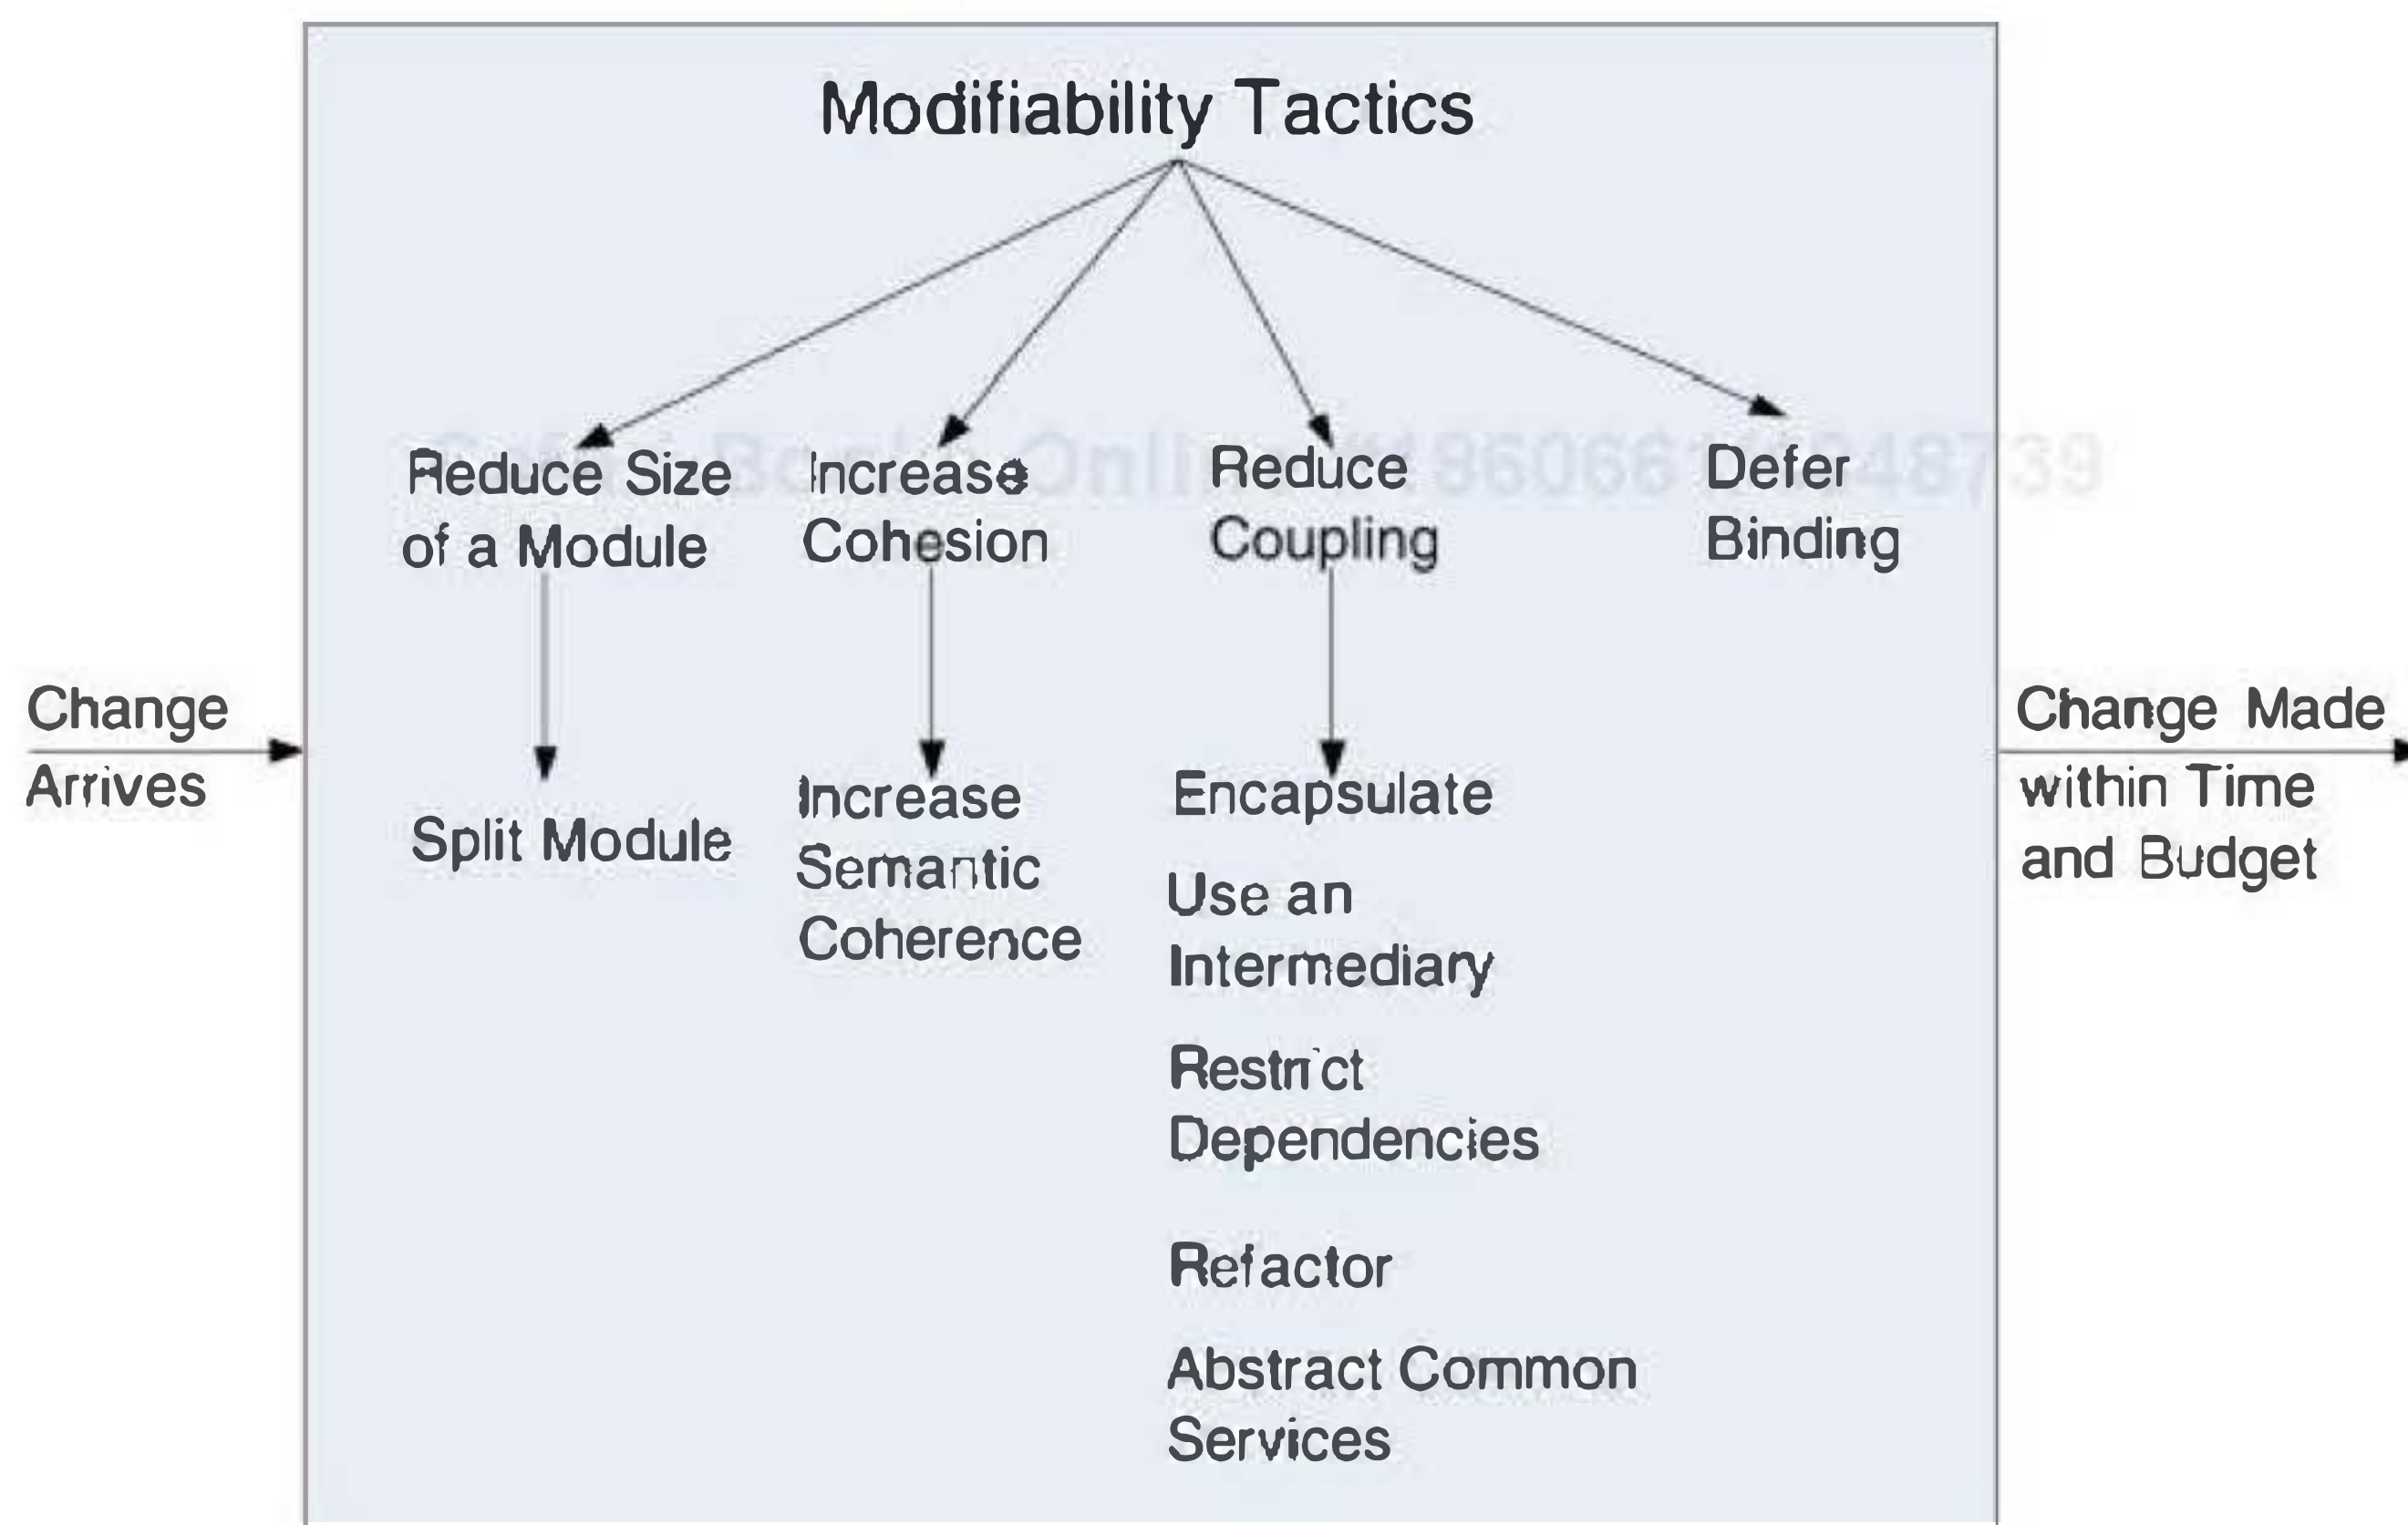 Modifiability Tactics
Reduce Size
of a Module
Increase
Cohesion
Reduce
Coupling
Defer
Binding
Change
Arrives
Split Module
Increase
Semantic
Coherence
Encapsulate
Use an
Intermediary
Restrict
Dependencies
Refactor
Abstract Common
Services
Change Made
within Time
and Budget